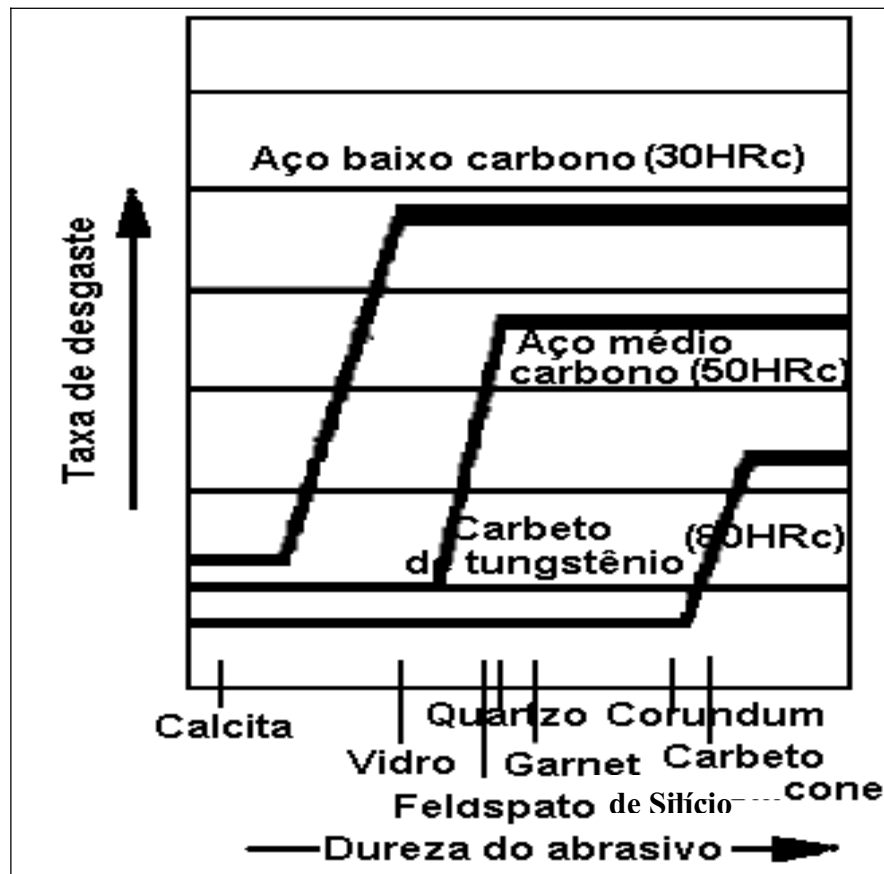 Aço baixo carbono (30HRc)
Taxa de desgaste
Aço médio
carbono (50HRc)
Carbeto (80HRc)
de tungstênio
Calcita Quartzo Corundum
Vidro Garnet Carbeto
cone
Feldspato de Silício
Dureza do abrasivo